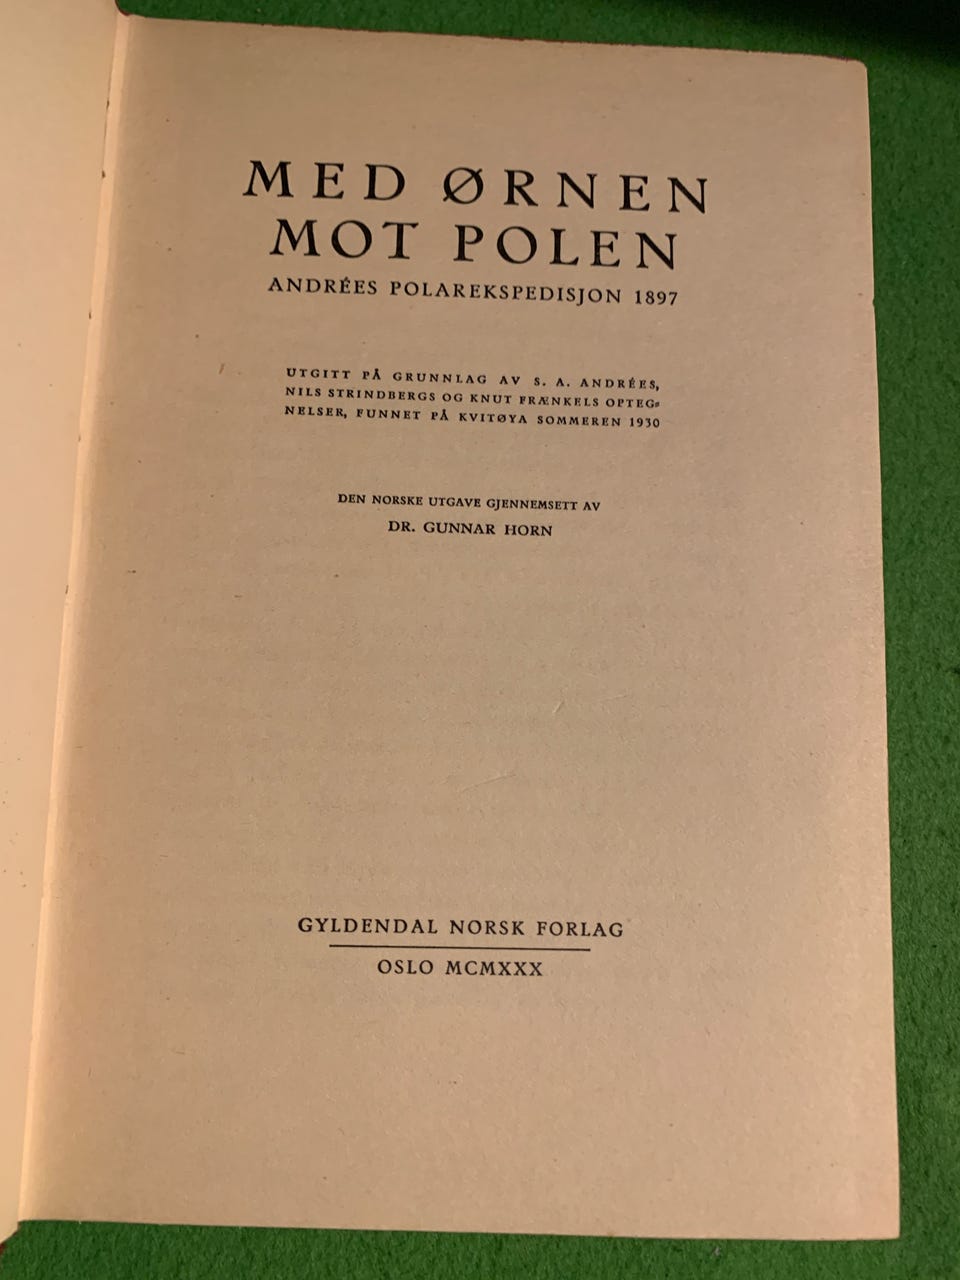 MED ØRNEN
MOT POLEN
ANDRÉES POLAREKSPEDISJON 1897
UTGITT PÅ GRUNNLAG AV S. A. ANDRÉES,
NILS STRINDBERGS OG KNUT FRÆNKELS OPTEG-
NELSER, FUNNET PÅ KVITØYA SOMMEREN 1930
DEN NORSKE UTGAVE GJENNEMSETT AV
DR. GUNNAR HORN
GYLDENDAL NORSK FORLAG
OSLO MCMXXX